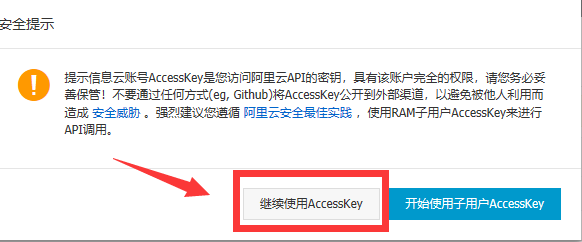 安全提示
提示信息云账号AccessKey是您访问阿里云API的密钥，具有该账户完全的权限，请您务必妥
善保管！不要通过任何方式(eg, Github)将AccessKey公开到外部渠道，以避免被他人利用而
造成 安全威胁 。强烈建议您遵循 阿里云安全最佳实践 ，使用RAM子用户AccessKey来进行
API调用。
继续使用AccessKey 开始使用子用户AccessKey